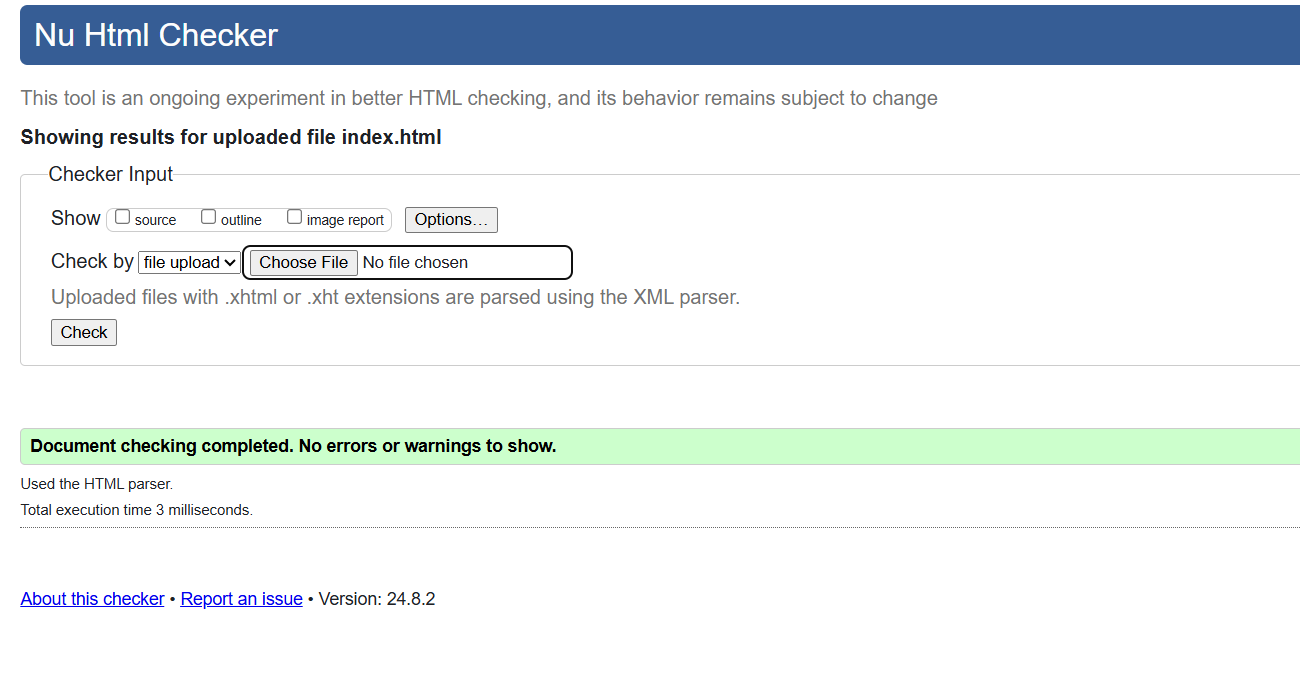 Nu Html Checker
This tool is an ongoing experiment in better HTML checking, and its behavior remains subject to change
Showing results for uploaded file index.html
Checker Input
Show source outline image report Options...
Check by file upload Choose File No file chosen
Uploaded files with .xhtml or .xht extensions are parsed using the XML parser.
Check
Document checking completed. No errors or warnings to show.
Used the HTML parser.
Total execution time 3 milliseconds.
About this checker • Report an issue • Version: 24.8.2